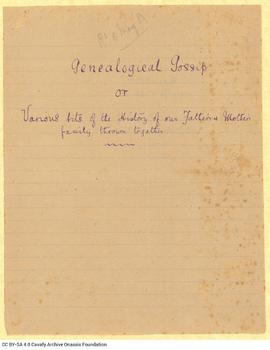 Genealogical Gossip
or
Various bits of the History of our Father's & Mother's
family thrown together
CC BY-SA 4.0 Cavafy Archive Onassis Foundation